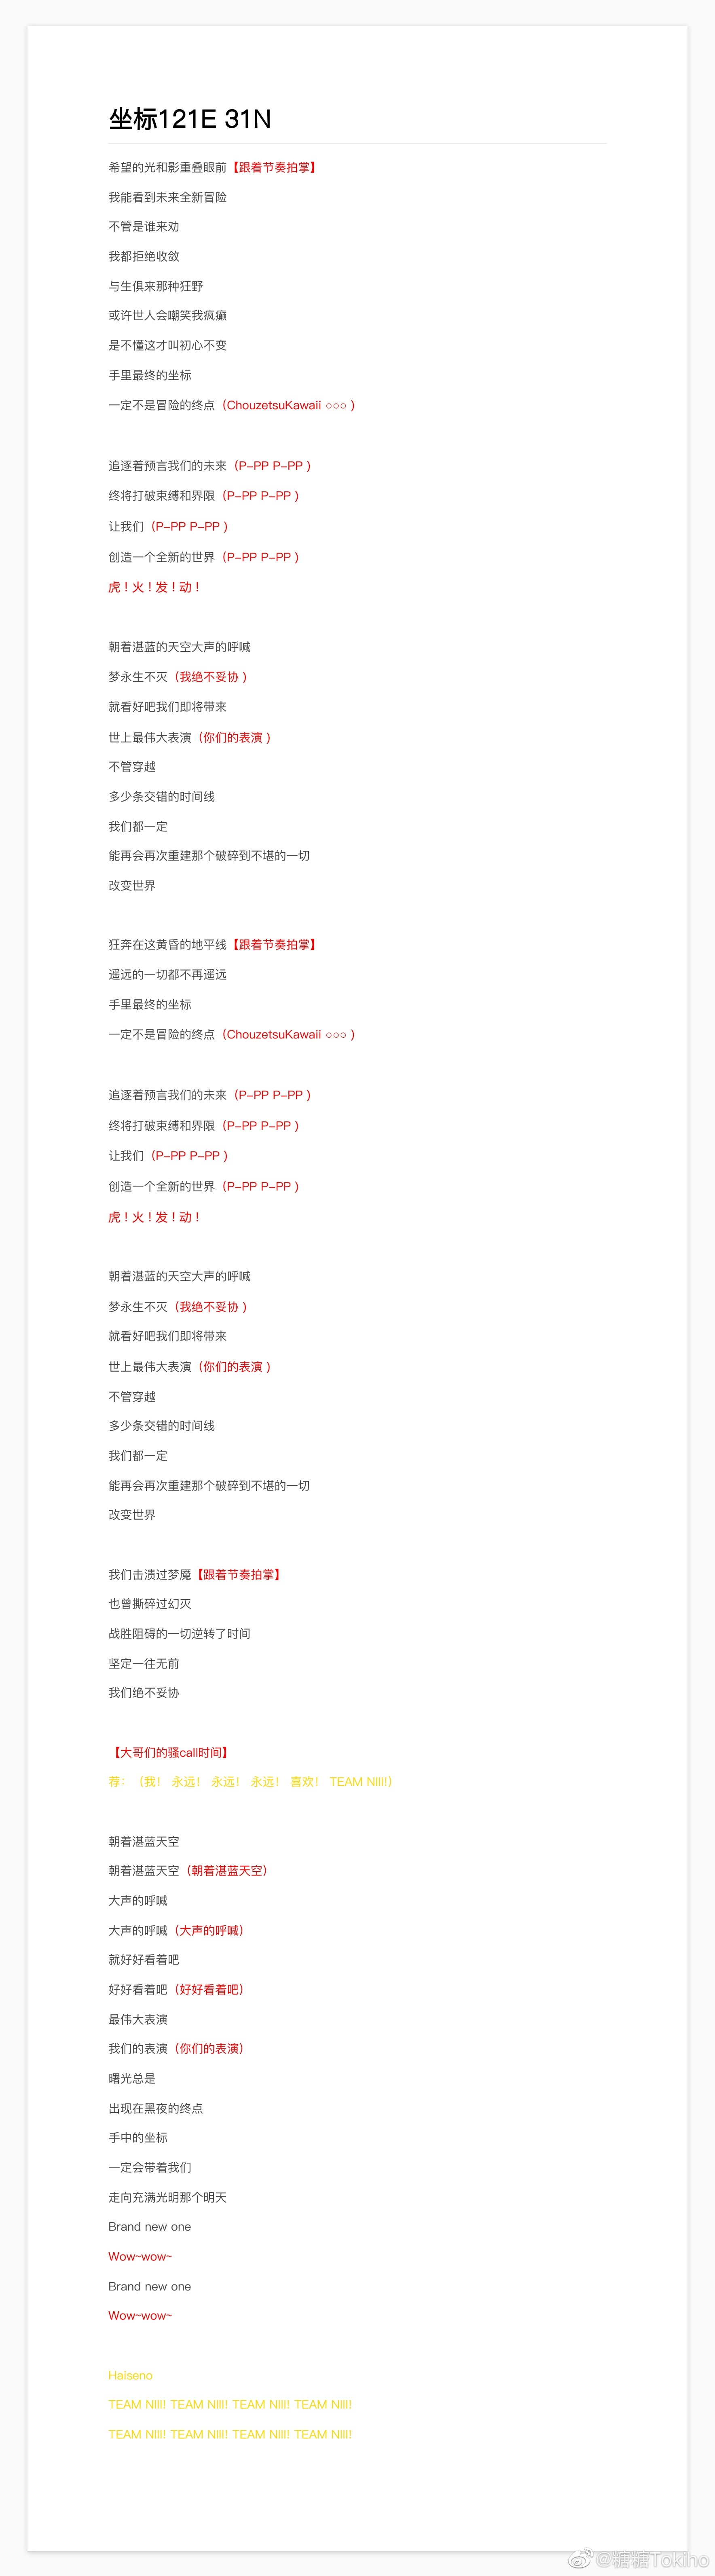 坐标121E 31N
希望的光和影重叠眼前【跟着节奏拍掌】
我能看到未来全新冒险
不管是谁来劝
我都拒绝收敛
与生俱来那种狂野
或许世人会嘲笑我疯癫
是不懂这才叫初心不变
手里最终的坐标
一定不是冒险的终点（ChouzetsuKawaii ○○○ )
追逐着预言我们的未来（P-PP P-PP )
终将打破束缚和界限（P-PP P-PP )
让我们（P-PP P-PP )
创造一个全新的世界（P-PP P-PP )
虎！火！发！动！
朝着湛蓝的天空大声的呼喊
梦永生不灭（我绝不妥协 )
就看好吧我们即将带来
世上最伟大表演（你们的表演 )
不管穿越
多少条交错的时间线
我们都一定
能再会再次重建那个破碎到不堪的一切
改变世界
狂奔在这黄昏的地平线【跟着节奏拍掌】
遥远的一切都不再遥远
手里最终的坐标
一定不是冒险的终点（ChouzetsuKawaii ○○○ )
追逐着预言我们的未来（P-PP P-PP )
终将打破束缚和界限（P-PP P-PP )
让我们（P-PP P-PP )
创造一个全新的世界（P-PP P-PP )
虎！火！发！动！
朝着湛蓝的天空大声的呼喊
梦永生不灭（我绝不妥协 )
就看好吧我们即将带来
世上最伟大表演（你们的表演 )
不管穿越
多少条交错的时间线
我们都一定
能再会再次重建那个破碎到不堪的一切
改变世界
我们击溃过梦魇【跟着节奏拍掌】
也曾撕碎过幻灭
战胜阻碍的一切逆转了时间
坚定一往无前
我们绝不妥协
【大哥们的骚call时间】
荐：（我！ 永远！ 永远！ 永远！ 喜欢！ TEAM NIII!）
朝着湛蓝天空
朝着湛蓝天空（朝着湛蓝天空）
大声的呼喊
大声的呼喊（大声的呼喊）
就好好看着吧
好好看着吧（好好看着吧）
最伟大表演
我们的表演（你们的表演）
曙光总是
出现在黑夜的终点
手中的坐标
一定会带着我们
走向充满光明那个明天
Brand new one
Wow~wow~
Brand new one
Wow~wow~
Haiseno
TEAM NIII! TEAM NIII! TEAM NIII! TEAM NIII!
TEAM NIII! TEAM NIII! TEAM NIII! TEAM NIII!
@糖糖Tokiho